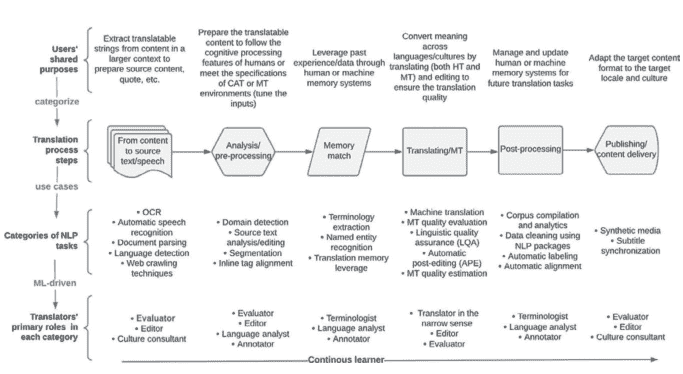 Users'
shared
purposes
Extract translatable
strings from content in a
larger context to
prepare source content,
quote, etc.
Prepare the translatable
content to follow the
cognitive processing
features of humans or
meet the specifications
of CAT or MT
environments (tune the
inputs)
Leverage past
experience/data through
human or machine
memory systems
Convert meaning
across
languages/cultures by
translating (both HT and
MT) and editing to
ensure the translation
quality
Manage and update
human or machine
memory systems for
future translation tasks
Adapt the target content
format to the target
locale and culture
categorize
Translation
process
steps
From content
to source
text/speech
Analysis/
pre-processing
Memory
match
Translating/MT
Post-processing
Publishing/
content delivery
use cases
Categories of NLP
tasks
• OCR
• Automatic speech
recognition
• Document parsing
• Language detection
• Web crawling
techniques
• Domain detection
• Source text
analysis/editing
• Segmentation
• Inline tag alignment
• Terminology
extraction
• Named entity
recognition
• Translation memory
leverage
• Machine translation
• MT quality evaluation
• Linguistic quality
assurance (LQA)
• Automatic
post-editing (APE)
• MT quality estimation
• Corpus compilation
and analytics
• Data cleaning using
NLP packages
• Automatic labeling
• Automatic alignment
• Synthetic media
• Subtitle
synchronization
ML-driven
Translators'
primary roles in
each category
• Evaluator
• Editor
• Culture consultant
• Evaluator
• Editor
• Language analyst
• Annotator
• Terminologist
• Language analyst
• Annotator
• Translator in the
narrow sense
• Editor
• Evaluator
• Terminologist
• Language analyst
• Annotator
• Evaluator
• Editor
• Culture consultant
Continous learner